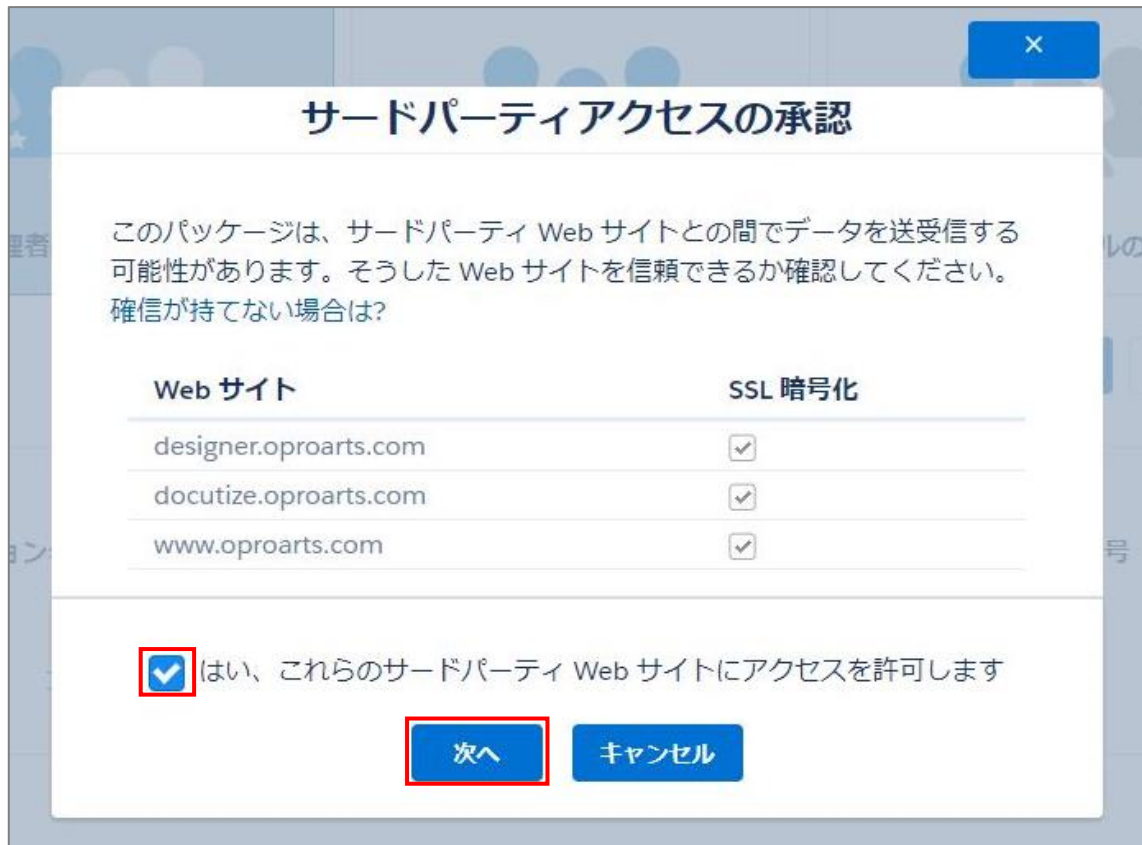 ×
サードパーティアクセスの承認
このパッケージは、サードパーティ Web サイトとの間でデータを送受信する
可能性があります。そうした Web サイトを信頼できるか確認してください。
確信が持てない場合は?
Web サイト SSL 暗号化
designer.oproarts.com
docutize.oproarts.com
www.oproarts.com
はい、これらのサードパーティ Web サイトにアクセスを許可します
次へ キャンセル
理者
ルの
ョン
号